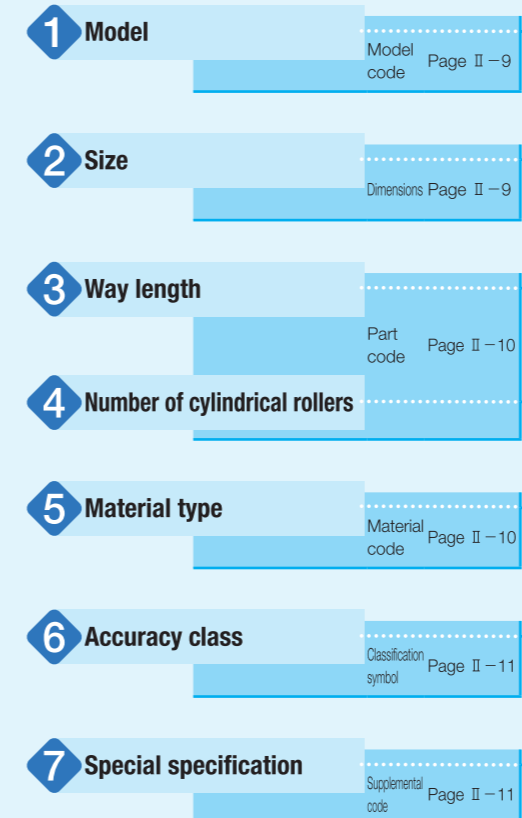 1 Model
Model
code
Page Ⅱ－9
2 Size
Dimensions Page Ⅱ－9
3 Way length
Part
code
Page Ⅱ－10
4 Number of cylindrical rollers
5 Material type
Material
code
Page Ⅱ－10
6 Accuracy class
Classification
symbol
Page Ⅱ－11
7 Special specification
Supplemental
code
Page Ⅱ－11